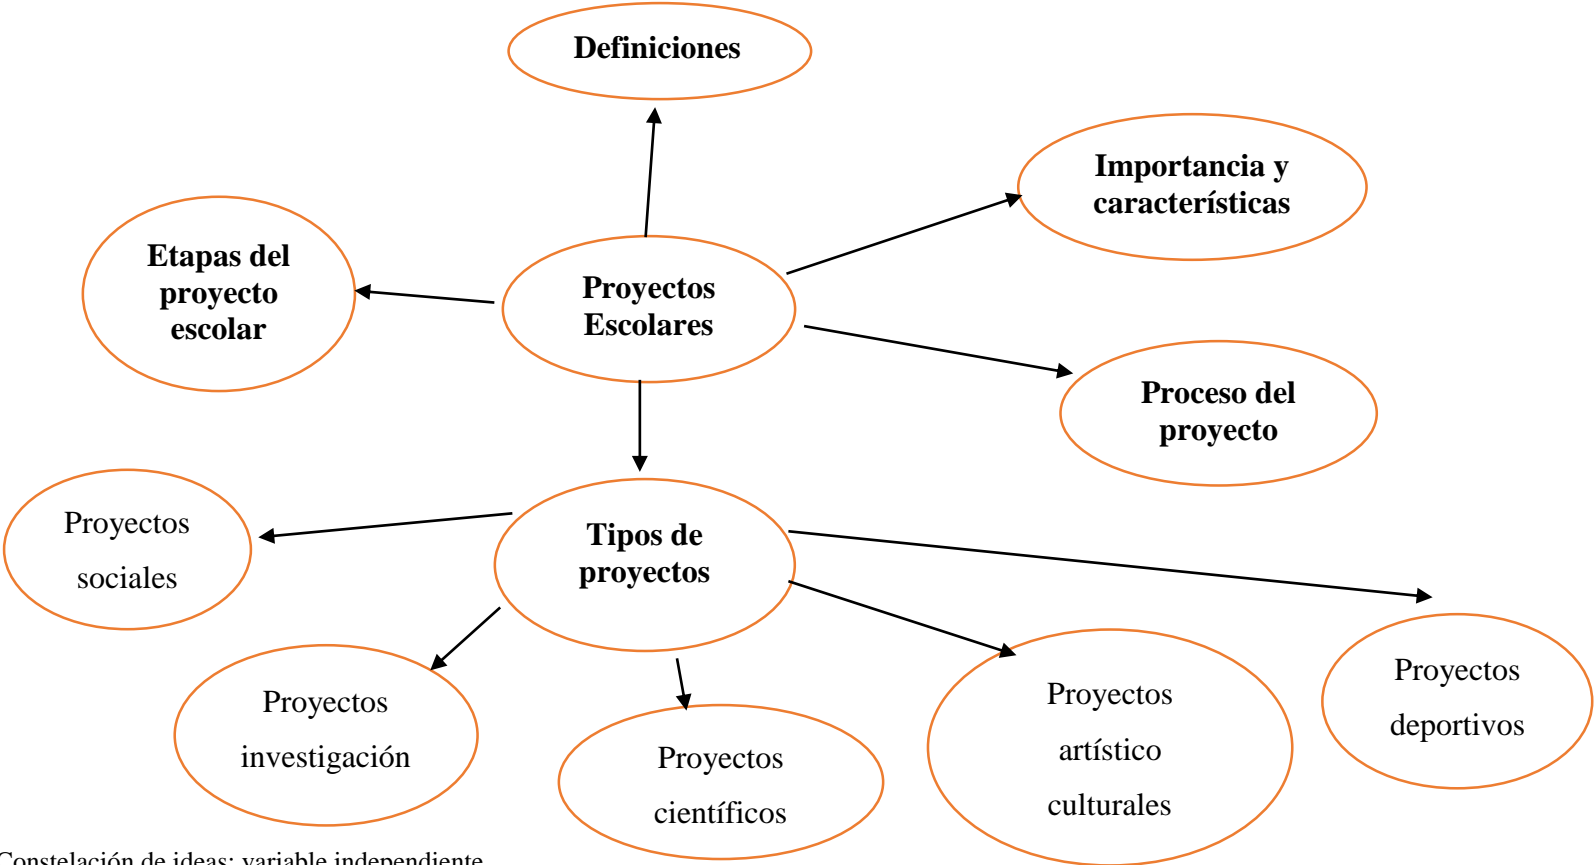 Definiciones
Importancia y
características
Etapas del
proyecto
escolar
Proyectos
Escolares
Proceso del
proyecto
Tipos de
proyectos
Proyectos
sociales
Proyectos
investigación
Proyectos
científicos
Proyectos
artístico
culturales
Proyectos
deportivos
Constelación de ideas: variable independiente